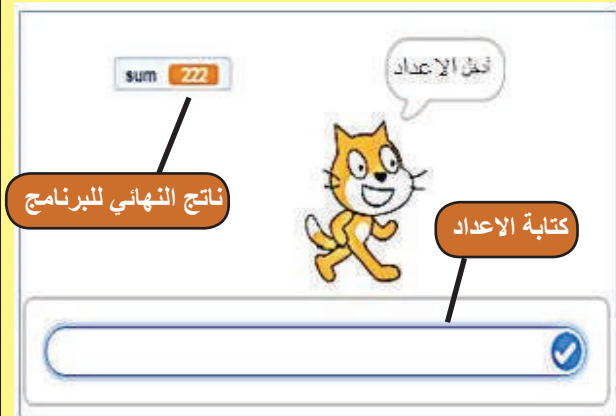 sum 222
أدخل الاعداد
ناتج النهائي للبرنامج
كتابة الاعداد